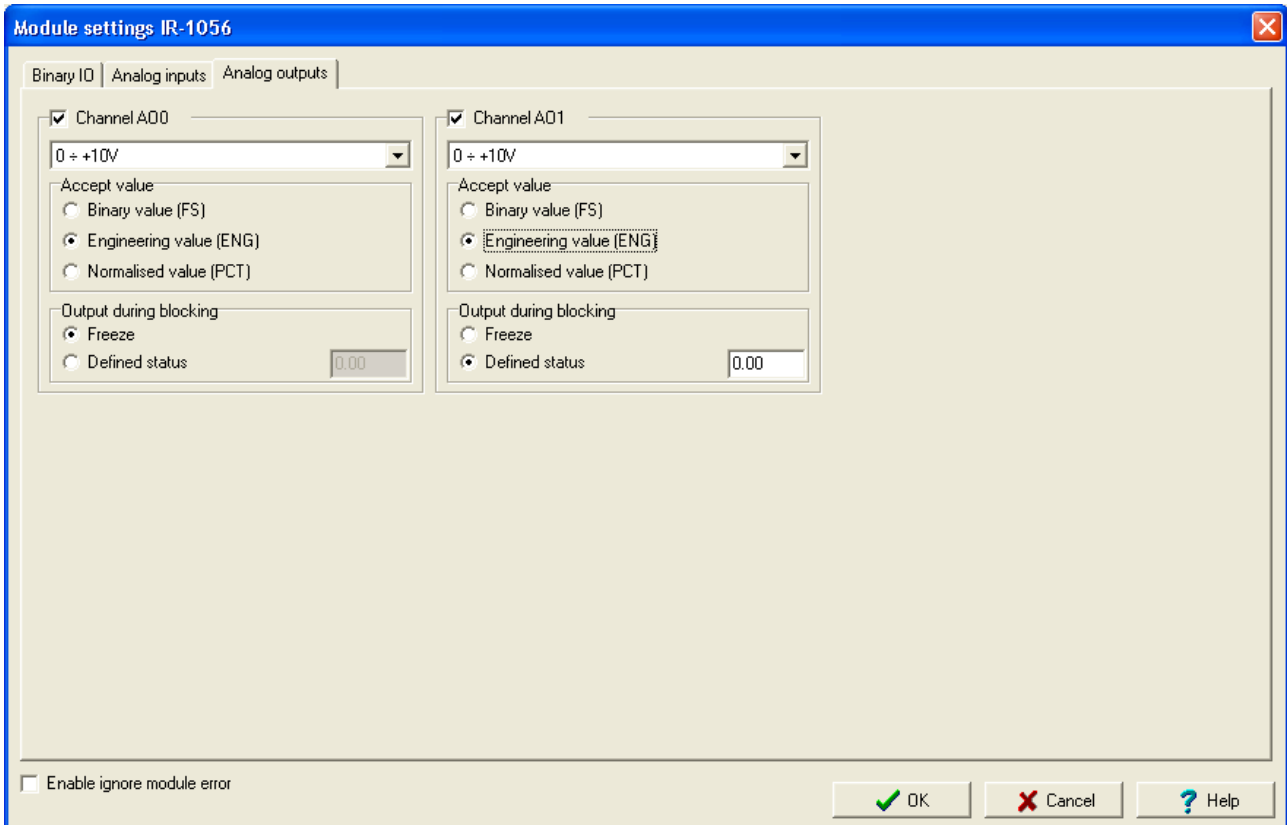 Module settings IR-1056
Binary IO Analog inputs Analog outputs
Channel AO0
0 ÷ +10V
Accept value
Binary value (FS)
Engineering value (ENG)
Normalised value (PCT)
Output during blocking
Freeze
Defined status 0.00
Channel AO1
0 ÷ +10V
Accept value
Binary value (FS)
Engineering value (ENG)
Normalised value (PCT)
Output during blocking
Freeze
Defined status 0.00
Enable ignore module error
OK Cancel ? Help